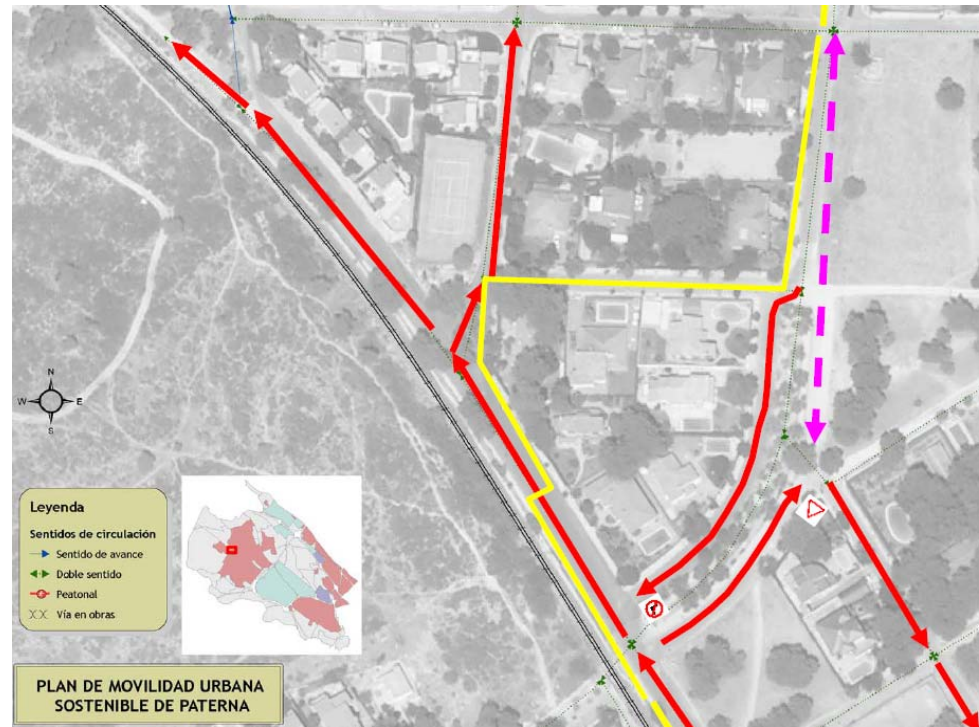 N
W
E
S
Leyenda
Sentidos de circulación
Sentido de avance
Doble sentido
Peatonal
Vía en obras
PLAN DE MOVILIDAD URBANA
SOSTENIBLE DE PATERNA